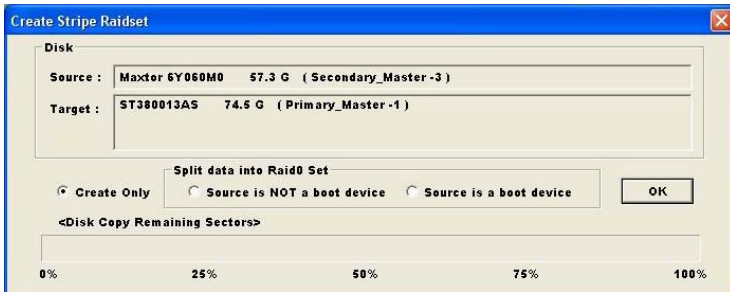 Create Stripe Raidset
Disk
Source : Maxtor 6Y060M0 57.3 G ( Secondary_Master -3 )
Target : ST380013AS 74.5 G ( Primary_Master -1 )
Split data into Raid0 Set
Create Only Source is NOT a boot device Source is a boot device OK
<Disk Copy Remaining Sectors>
0% 25% 50% 75% 100%